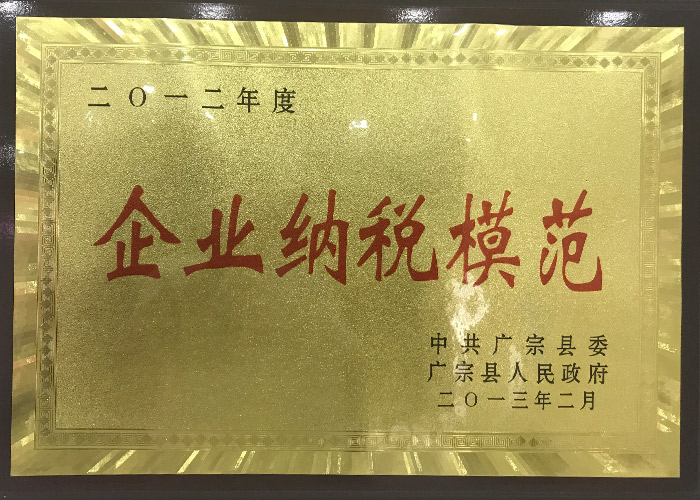 二〇一二年度
企业纳税模范
中共广宗县委
广宗县人民政府
二〇一三年二月